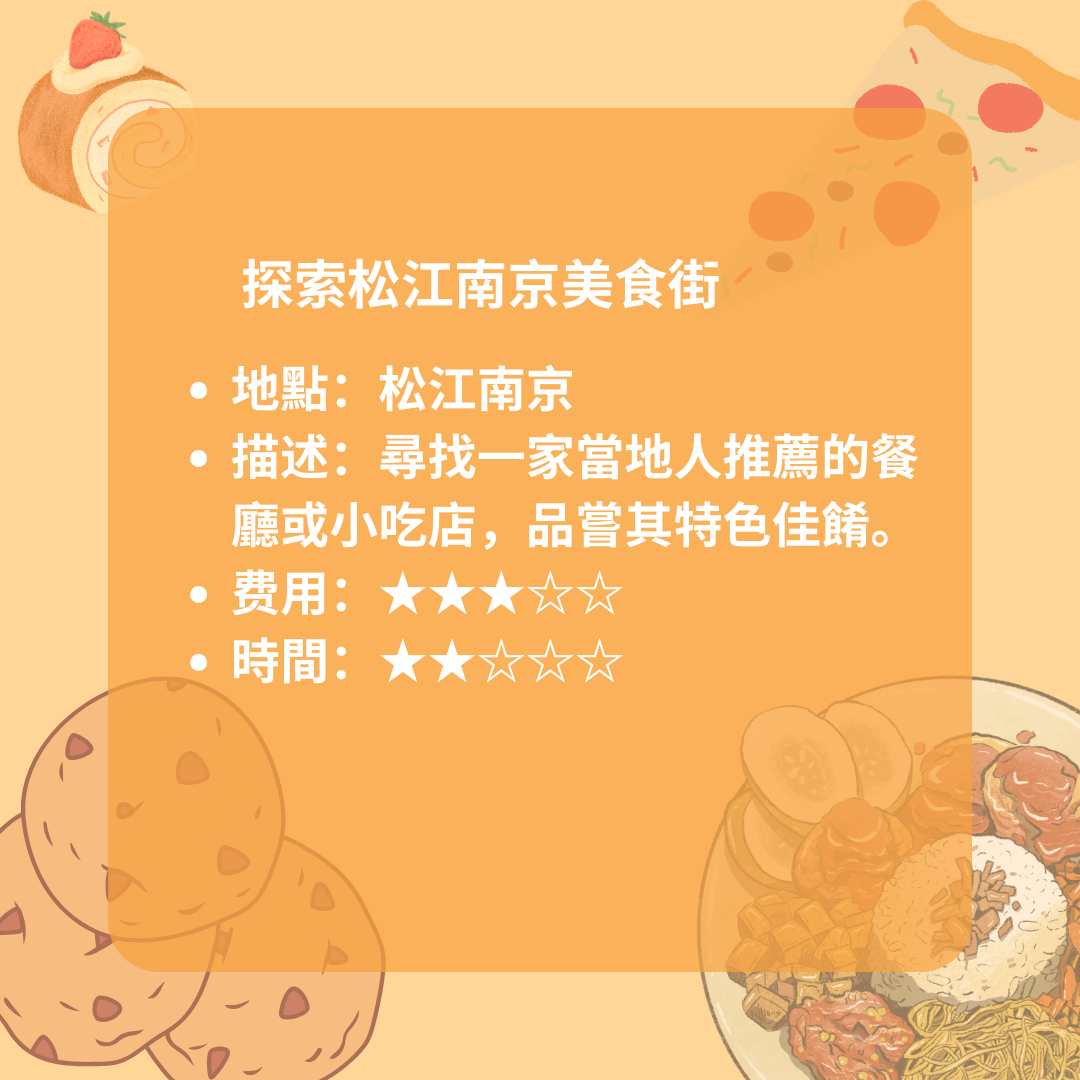 探索松江南京美食街
• 地點：松江南京
• 描述：尋找一家當地人推薦的餐
廳或小吃店，品嘗其特色佳餚。
• 费用：★★★☆☆
• 時間：★★☆☆☆